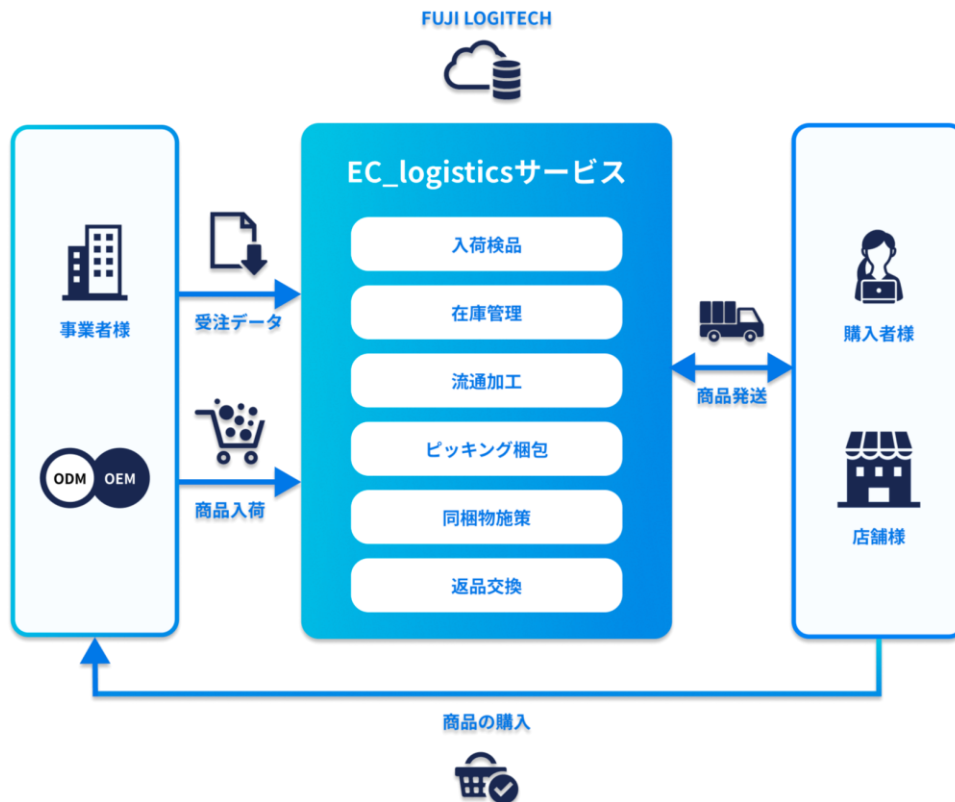 FUJI LOGITECH
EC_logisticsサービス
入荷検品
在庫管理
流通加工
ピッキング梱包
同梱物施策
返品交換
事業者様
ODM
OEM
受注データ
商品入荷
商品発送
購入者様
店舗様
商品の購入